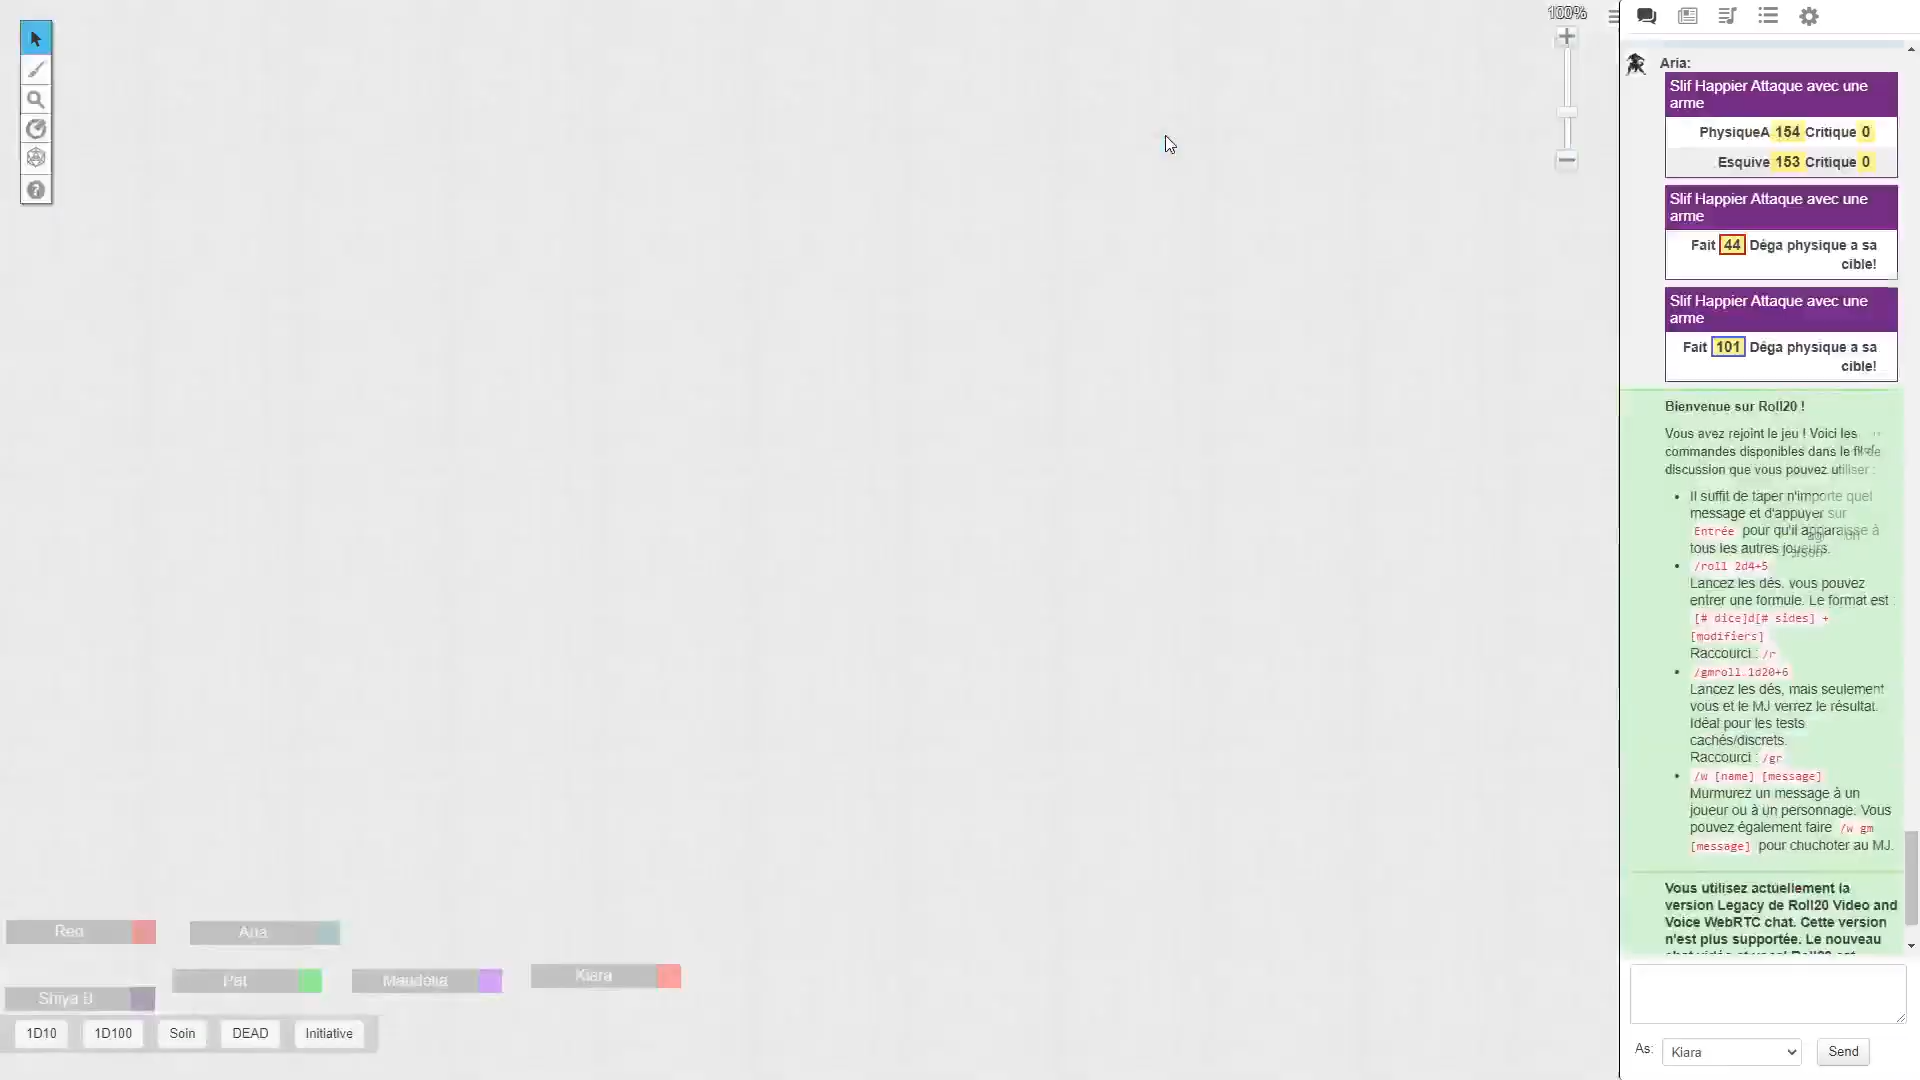 100%
Aria:
Slif Happier Attaque avec une
arme
PhysiqueA 154 Critique 0
Esquive 153 Critique 0
Slif Happier Attaque avec une
arme
Fait 44 Déga physique a sa
cible!
Slif Happier Attaque avec une
arme
Fait 101 Déga physique a sa
cible!
Bienvenue sur Roll20 !
Vous avez rejoint le jeu ! Voici les
commandes disponibles dans le fil de
discussion que vous pouvez utiliser :
Il suffit de taper n'importe quel
message et d'appuyer sur
Entrée pour qu'il apparaisse à
tous les autres joueurs.
/roll 2d4+5
Lancez les dés, vous pouvez
entrer une formule. Le format est :
[# dice]d[# sides] +
[modifiers]
Raccourci : /r
/gmroll 1d20+6
Lancez les dés, mais seulement
vous et le MJ verrez le résultat.
Idéal pour les tests
cachés/discrets.
Raccourci : /gr
/w [name] [message]
Murmurez un message à un
joueur ou à un personnage. Vous
pouvez également faire /w gm
[message] pour chuchoter au MJ.
Vous utilisez actuellement la
version Legacy de Roll20 Video and
Voice WebRTC chat. Cette version
n'est plus supportée. Le nouveau
As: Kiara Send
Aria
Pat
Kiara
1D10 1D100 Soin DEAD Initiative